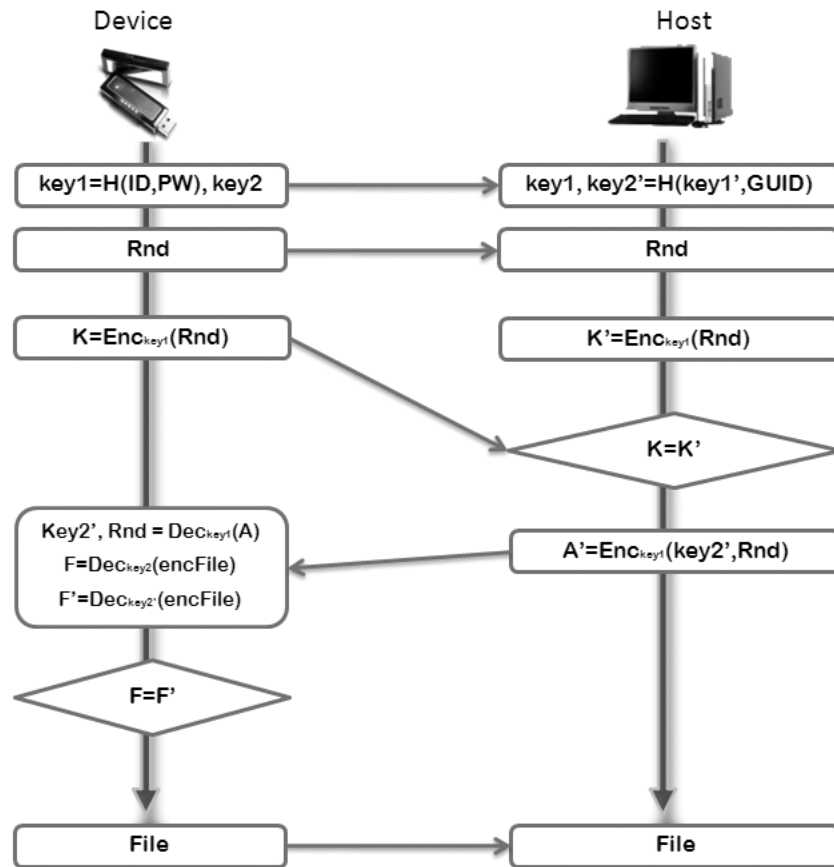 Device
Host
key1=H(ID,PW), key2
key1, key2’=H(key1’,GUID)
Rnd
Rnd
K=Enckey1(Rnd)
K’=Enckey1(Rnd)
K=K’
Key2’, Rnd = Deckey1(A)
F=Deckey2(encFile)
F’=Deckey2’(encFile)
A’=Enckey1(key2’,Rnd)
F=F’
File
File